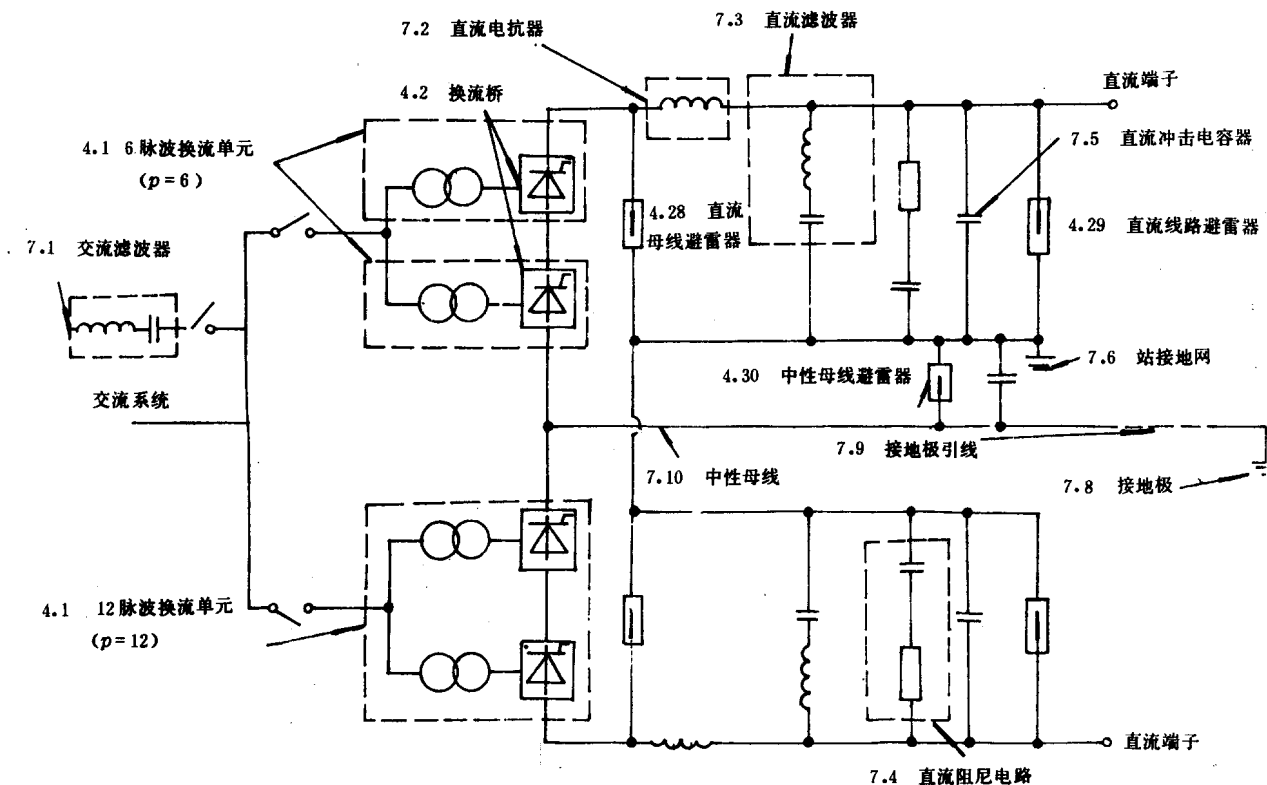 7.2 直流电抗器
7.3 直流滤波器
直流端子
4.2 换流桥
7.5 直流冲击电容器
4.1 6脉波换流单元
(p=6)
4.28 直流
母线避雷器
4.29 直流线路避雷器
7.1 交流滤波器
4.30 中性母线避雷器
7.6 站接地网
交流系统
7.9 接地极引线
7.10 中性母线
7.8 接地极
4.1 12脉波换流单元
(p=12)
直流端子
7.4 直流阻尼电路